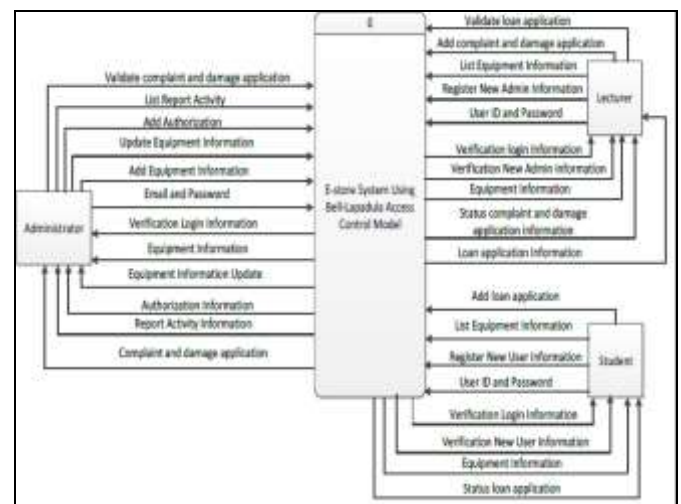 0
Validate complaint and damage application
List Report Activity
Add Authorization
Update Equipment Information
Add Equipment Information
Email and Password
Verification Login Information
Equipment Information
Equipment Information Update
Authorization Information
Report Activity Information
Complaint and damage application
Administrator
E-store System Using
Bell-Lapadula Access
Control Model
Validate loan application
Add complaint and damage application
List Equipment Information
Register New Admin Information
User ID and Password
Verification login Information
Verification New Admin information
Equipment Information
Status complaint and damage
application information
Loan application Information
Lecturer
Add loan application
List Equipment Information
Register New User Information
User ID and Password
Verification Login Information
Verification New User Information
Equipment Information
Status loan application
Student